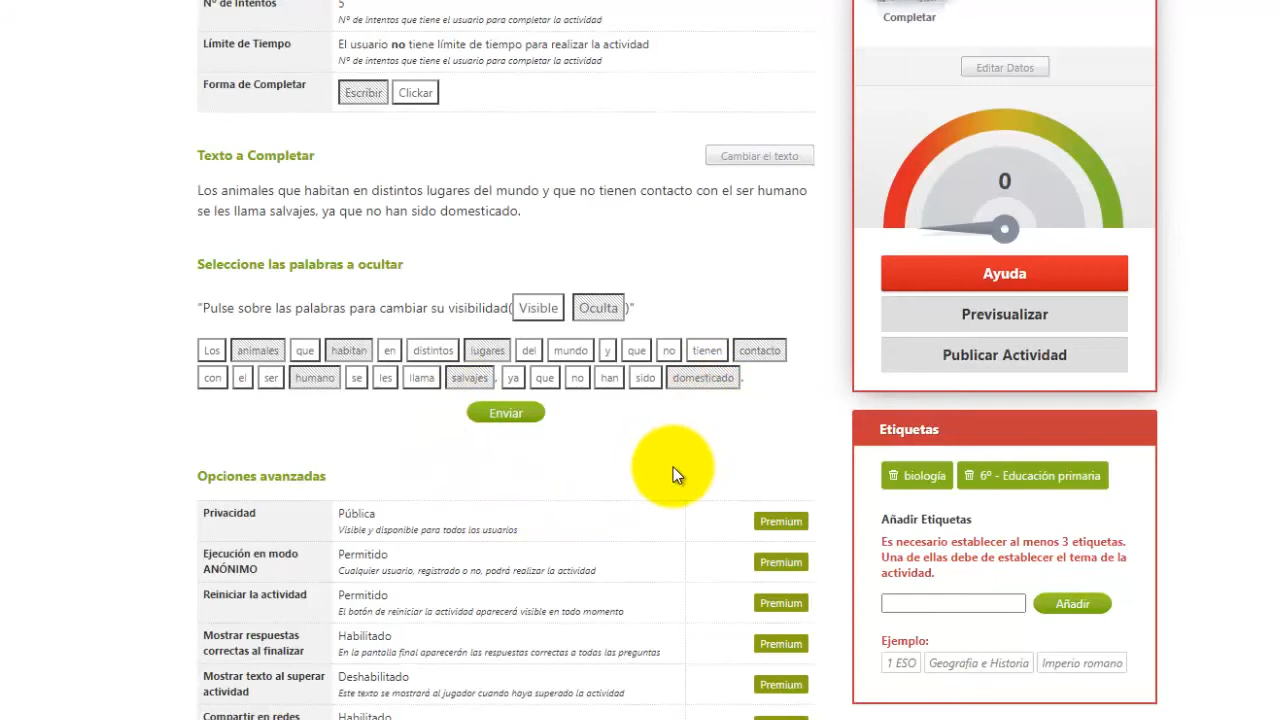 Nº de Intentos 5
Nº de intentos que tiene el usuario para completar la actividad
Límite de Tiempo El usuario no tiene límite de tiempo para realizar la actividad
Nº de intentos que tiene el usuario para completar la actividad
Forma de Completar Escribir Clickar
Texto a Completar Cambiar el texto
Los animales que habitan en distintos lugares del mundo y que no tienen contacto con el ser humano
se les llama salvajes, ya que no han sido domesticado.
Seleccione las palabras a ocultar
"Pulse sobre las palabras para cambiar su visibilidad( Visible Oculta )"
Los animales que habitan en distintos lugares del mundo y que no tienen contacto
con el ser humano se les llama salvajes , ya que no han sido domesticado .
Enviar
Opciones avanzadas
Privacidad Pública Premium
Visible y disponible para todos los usuarios
Ejecución en modo ANÓNIMO Permitido Premium
Cualquier usuario, registrado o no, podrá realizar la actividad
Reiniciar la actividad Permitido Premium
El botón de reiniciar la actividad aparecerá visible en todo momento
Mostrar respuestas correctas al finalizar Habilitado Premium
En la pantalla final aparecerán las respuestas correctas a todas las preguntas
Mostrar texto al superar actividad Deshabilitado Premium
Este texto se mostrará al jugador cuando haya superado la actividad
Compartir en redes Habilitado
Completar
Editar Datos
0
Ayuda
Previsualizar
Publicar Actividad
Etiquetas
biología 6º - Educación primaria
Añadir Etiquetas
Es necesario establecer al menos 3 etiquetas.
Una de ellas debe de establecer el tema de la
actividad.
Añadir
Ejemplo:
1 ESO Geografia e Historia Imperio romano